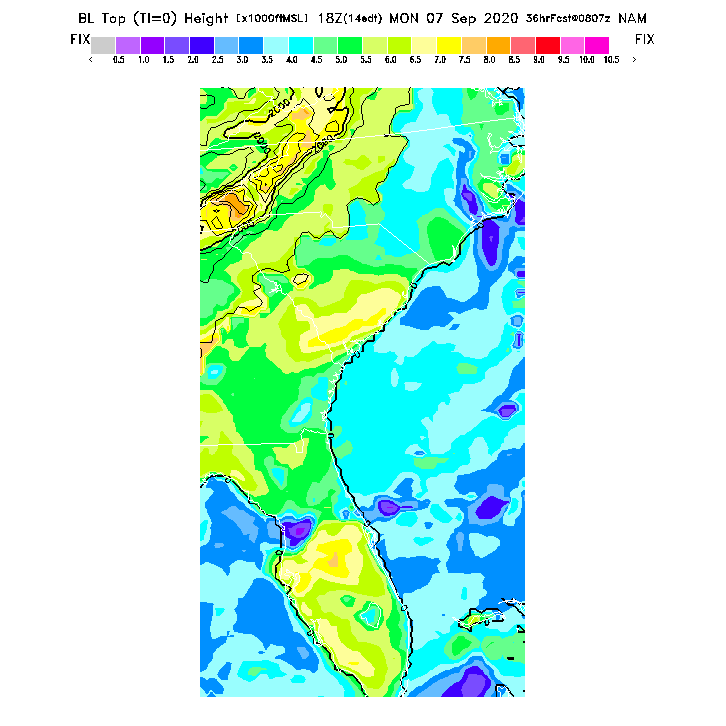 BL Top (TI=0) Height [x1000ftMSL] 18Z(14edt) MON 07 Sep 2020 36hrFcst@0807z NAM
FIX FIX
< 0.5 1.0 1.5 2.0 2.5 3.0 3.5 4.0 4.5 5.0 5.5 6.0 6.5 7.0 7.5 8.0 8.5 9.0 9.5 10.0 10.5 >
2000
2000
2000